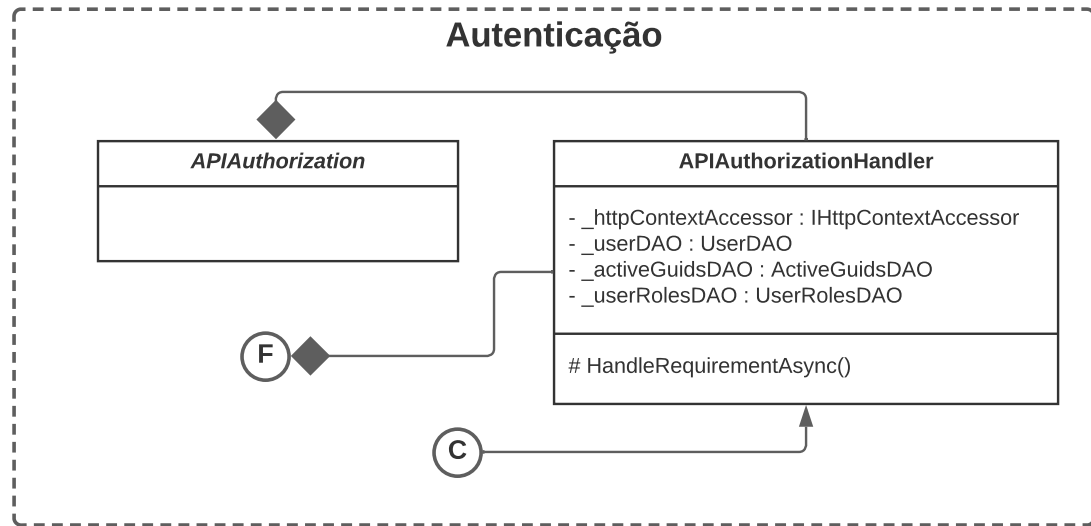 Autenticação
APIAuthorization
APIAuthorizationHandler
- _httpContextAccessor : IHttpContextAccessor
- _userDAO : UserDAO
- _activeGuidsDAO : ActiveGuidsDAO
- _userRolesDAO : UserRolesDAO
F
# HandleRequirementAsync()
C